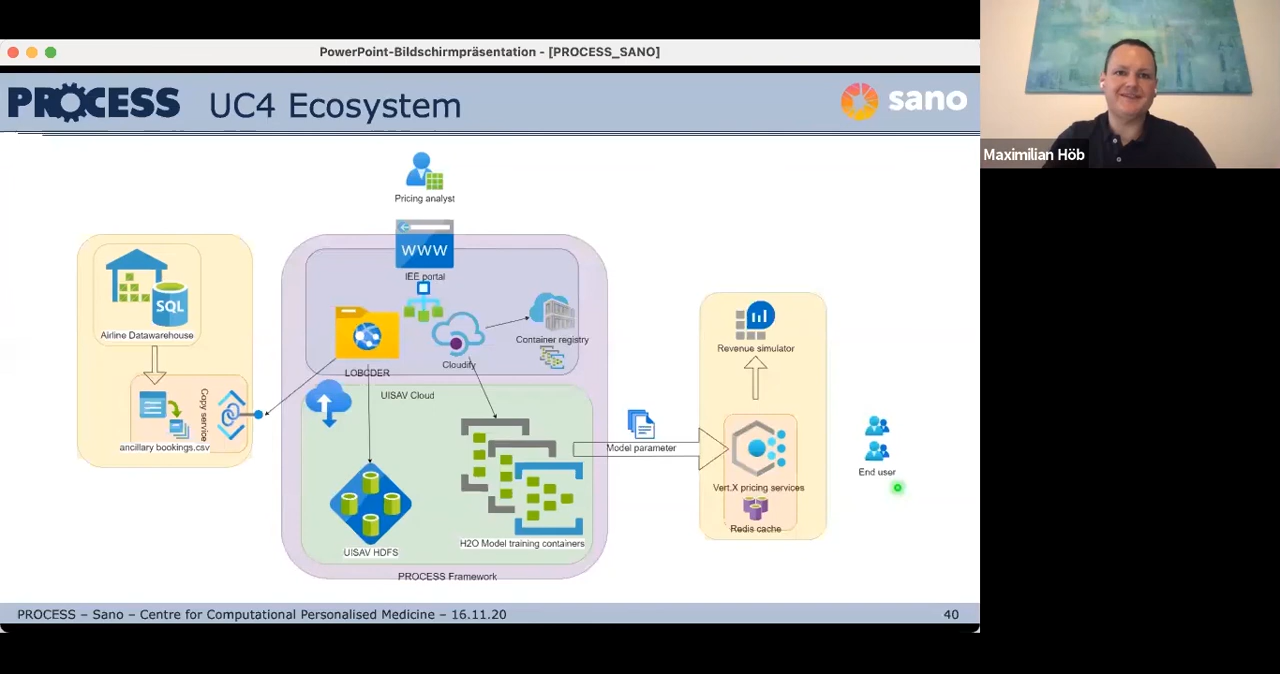 PowerPoint-Bildschirmpräsentation - [PROCESS_SANO]
PROCESS
UC4 Ecosystem
sano
Maximilian Höb
Pricing analyst
WWW
IEE portal
SQL
Airline Datawarehouse
Container registry
Cloudify
LOBCDER
Revenue simulator
UISAV Cloud
Copy service
ancillary bookings.csv
Model parameter
End user
Vert.X pricing services
Redis cache
H2O Model training containers
UISAV HDFS
PROCESS Framework
PROCESS – Sano – Centre for Computational Personalised Medicine – 16.11.20
40